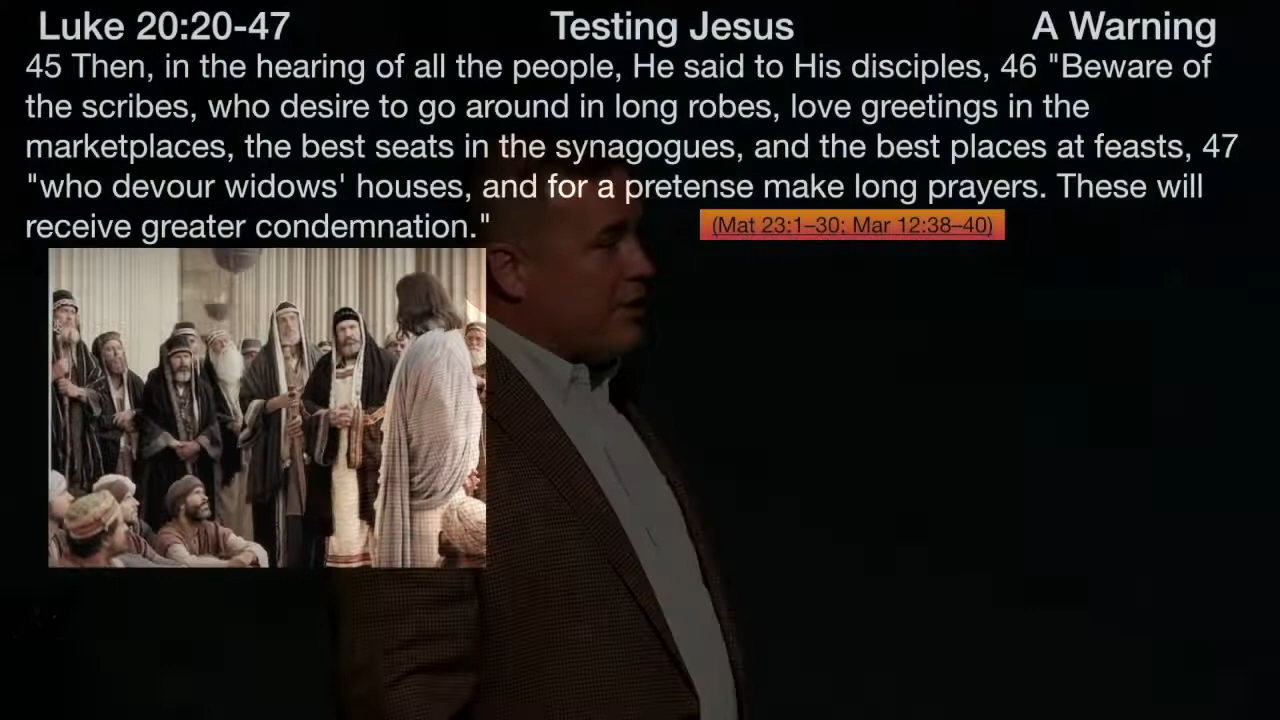 Luke 20:20-47 Testing Jesus A Warning
45 Then, in the hearing of all the people, He said to His disciples, 46 "Beware of
the scribes, who desire to go around in long robes, love greetings in the
marketplaces, the best seats in the synagogues, and the best places at feasts, 47
"who devour widows' houses, and for a pretense make long prayers. These will
receive greater condemnation."
(Mat 23:1–30; Mar 12:38–40)